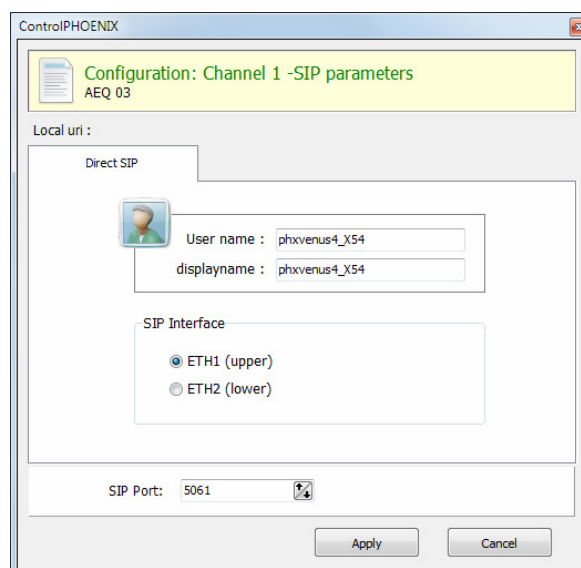 ControlPHOENIX
Configuration: Channel 1 -SIP parameters
AEQ 03
Local uri :
Direct SIP
User name : phxvenus4_X54
displayname : phxvenus4_X54
SIP Interface
ETH1 (upper)
ETH2 (lower)
SIP Port: 5061
Apply Cancel